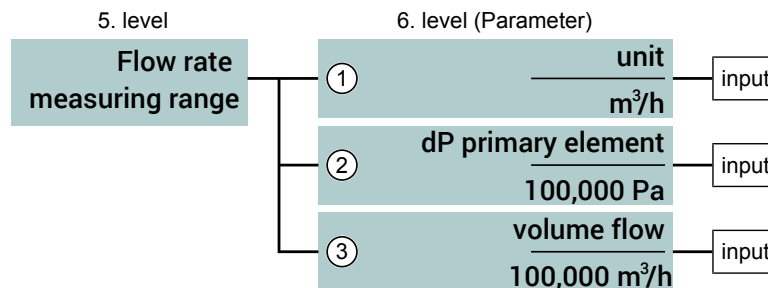 5. level
6. level (Parameter)
Flow rate
measuring range
1
unit
m³/h
input
2
dP primary element
100,000 Pa
input
3
volume flow
100,000 m³/h
input